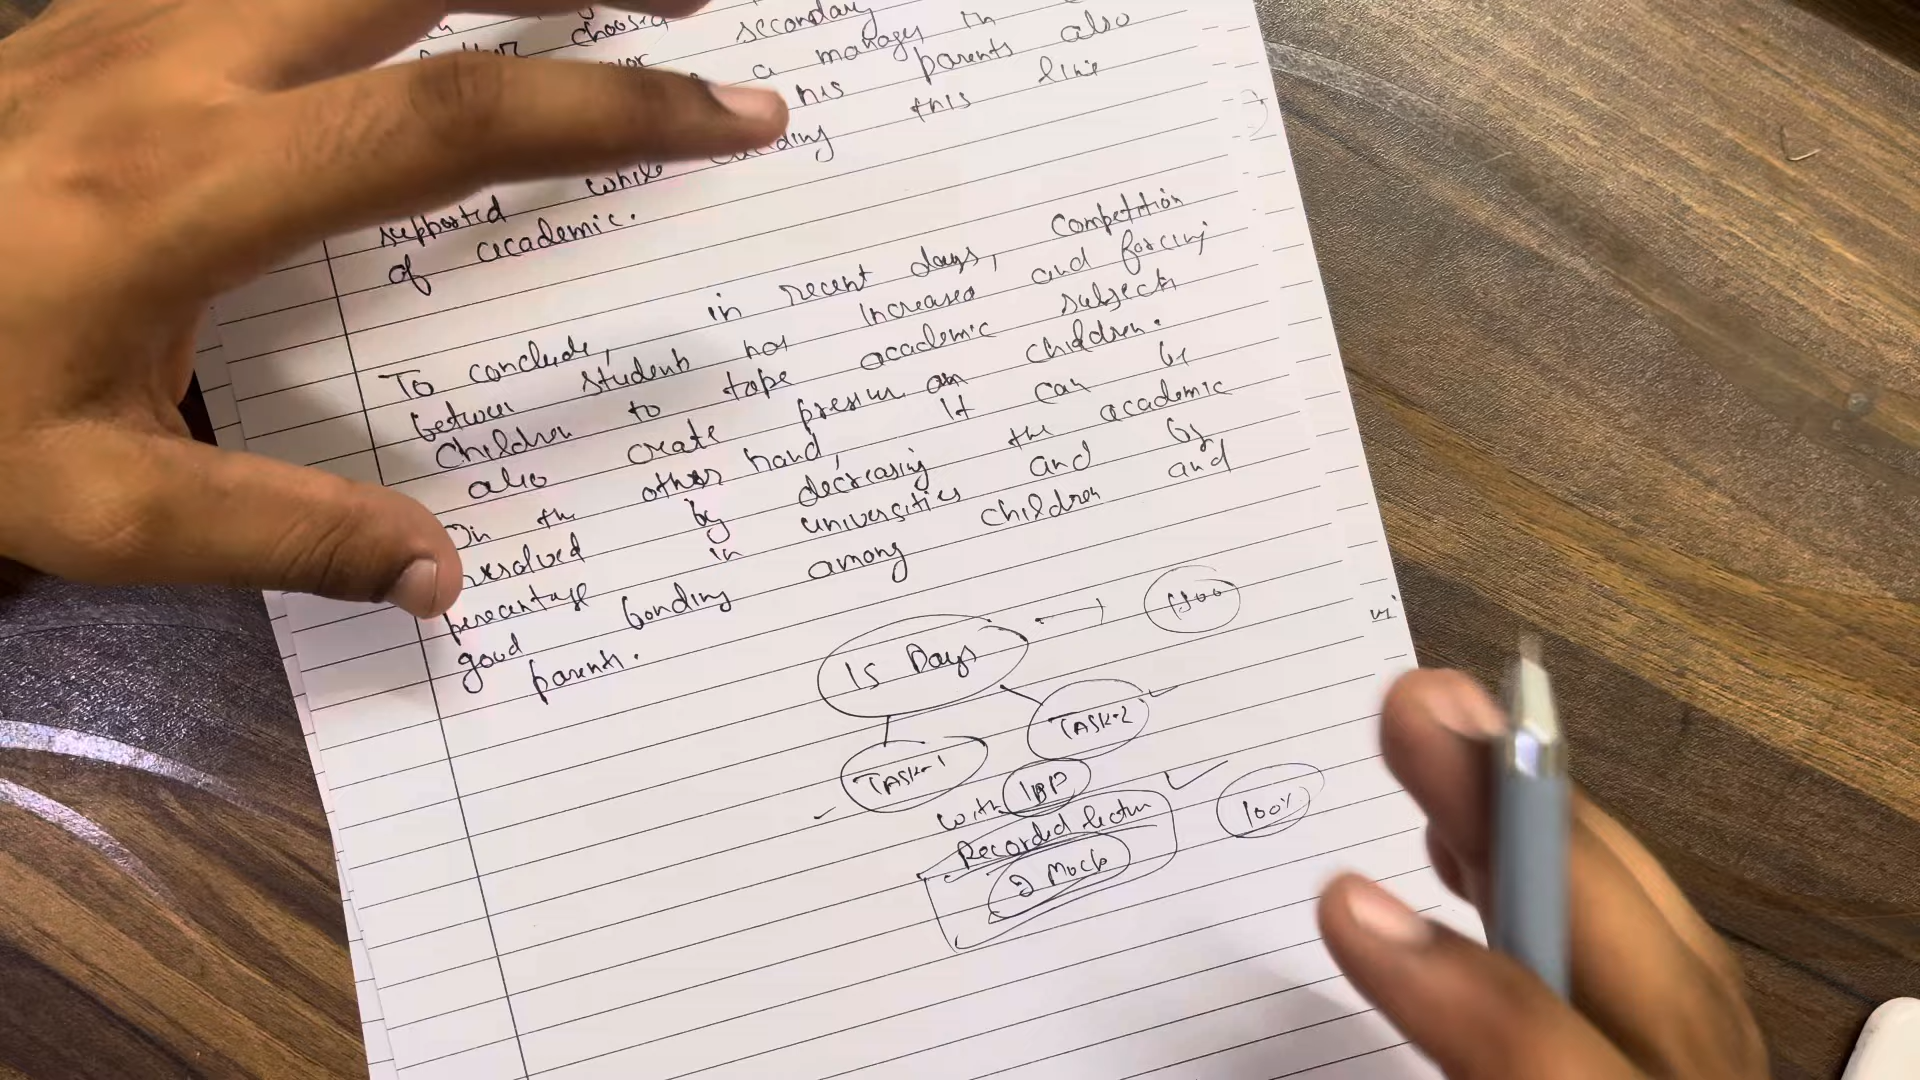 choosed
secondary
a manager in
his parents also
this line
supported while
of academic.
To conclude, in recent days, competition
between students has increased and forcing
children to take academic subjects
also create pressure on children.
On the other hand, it can be
resolved by decreasing the academic
perecentage in universities and by
good bonding among children and
parents.
15 Days
TASK-1
TASK-2
with IBP
Recorded lecture
2 Mock
100%